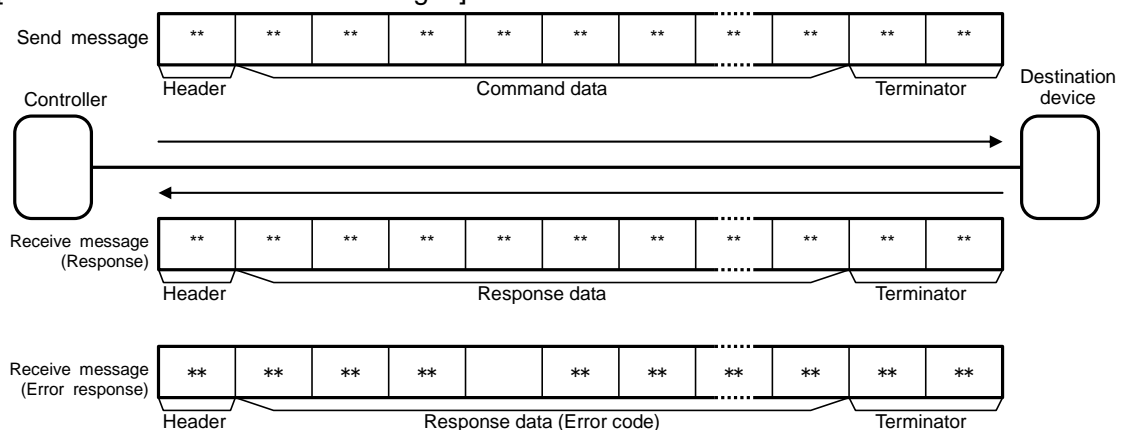 Send message ** ** ** ** ** ** ** ** ** ** **
Header Command data Terminator
Controller
Destination
device
Receive message
(Response)
** ** ** ** ** ** ** ** ** ** **
Header Response data Terminator
Receive message
(Error response)
** ** ** ** ** ** ** ** ** **
Header Response data (Error code) Terminator